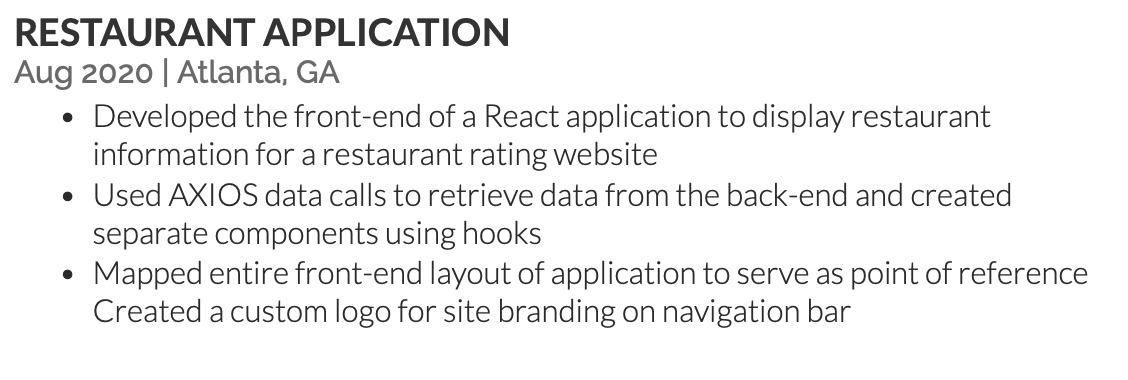 RESTAURANT APPLICATION
Aug 2020 | Atlanta, GA
• Developed the front-end of a React application to display restaurant
information for a restaurant rating website
• Used AXIOS data calls to retrieve data from the back-end and created
separate components using hooks
• Mapped entire front-end layout of application to serve as point of reference
Created a custom logo for site branding on navigation bar